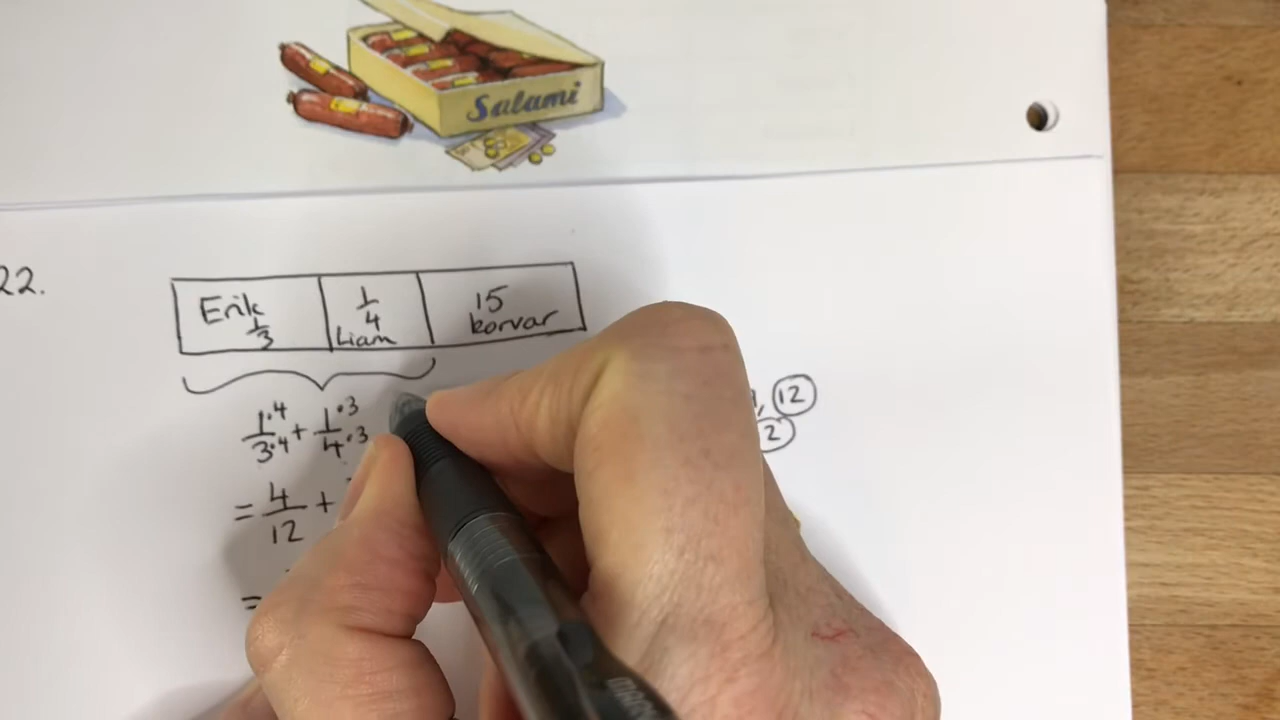 Salami
22.
Erik 1/3
1/4 Liam
15 korvar
1·4/3·4 + 1·3/4·3
, 12
2
= 4/12 +
=